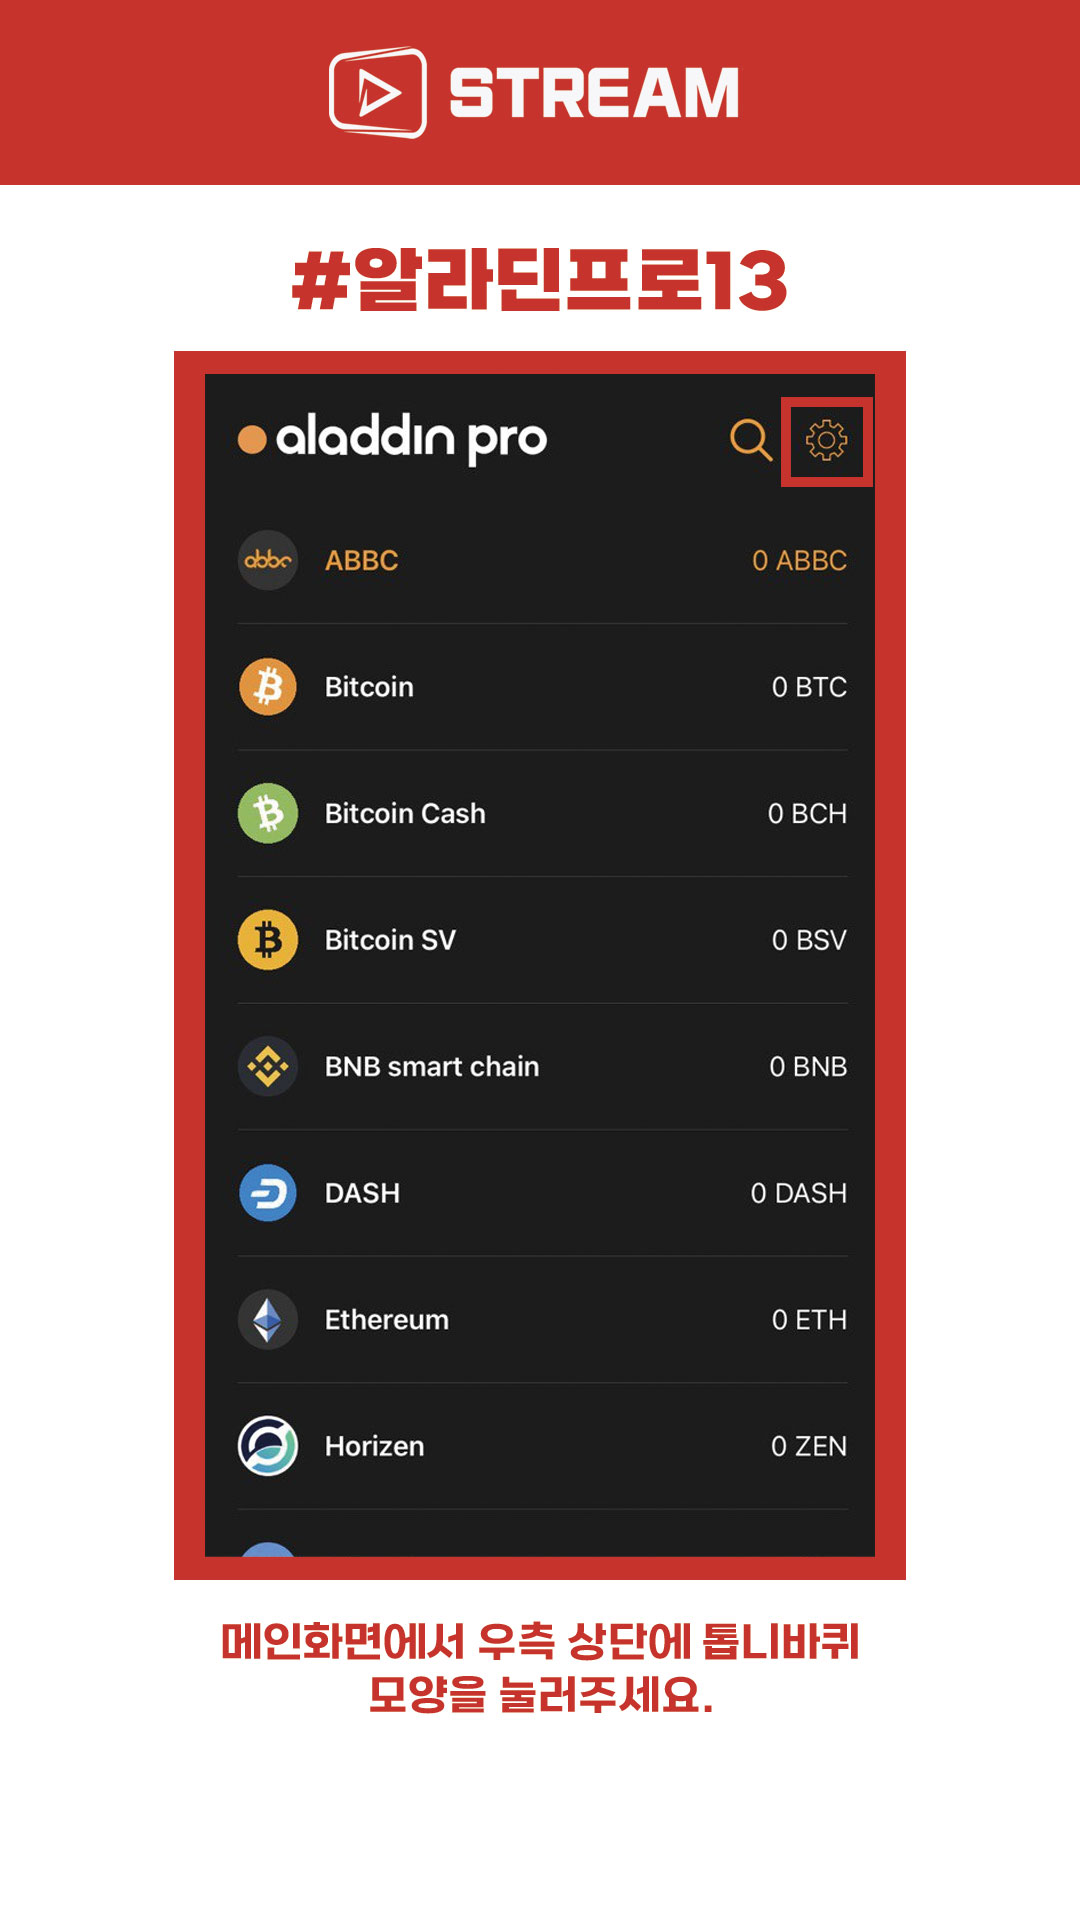 STREAM
#알라딘프로13
aladdin pro
abbc
ABBC 0 ABBC
Bitcoin 0 BTC
Bitcoin Cash 0 BCH
Bitcoin SV 0 BSV
BNB smart chain 0 BNB
DASH 0 DASH
Ethereum 0 ETH
Horizen 0 ZEN
메인화면에서 우측 상단에 톱니바퀴
모양을 눌러주세요.